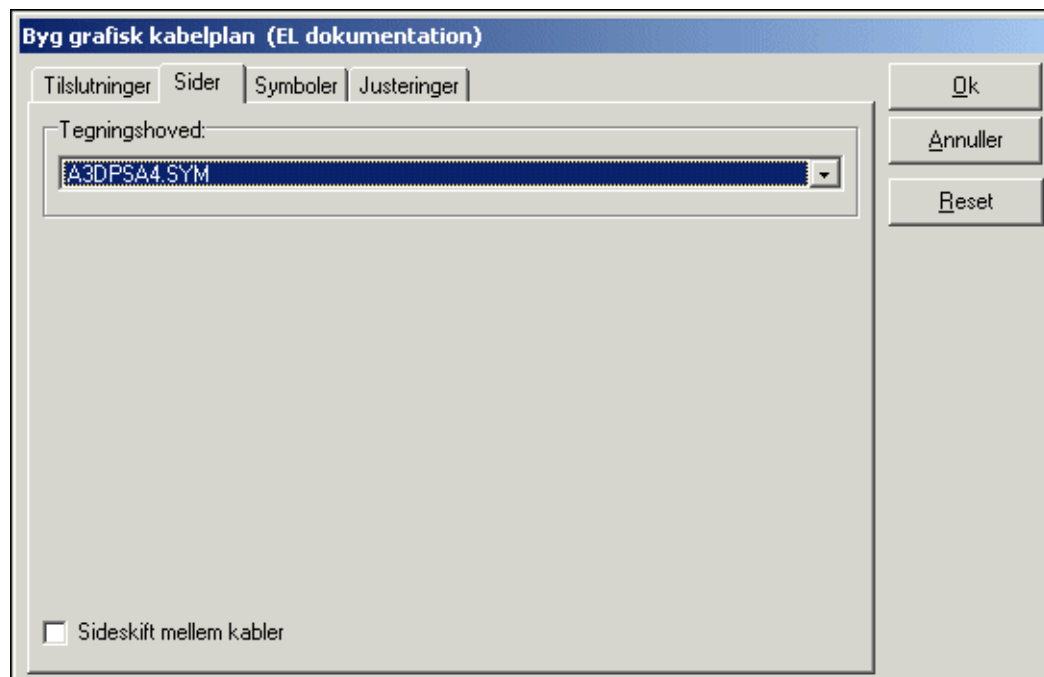 Byg grafisk kabelplan (EL dokumentation)
Tilslutninger Sider Symboler Justeringer
Ok
Tegningshoved:
Annuller
A3DPSA4.SYM
Reset
Sideskift mellem kabler